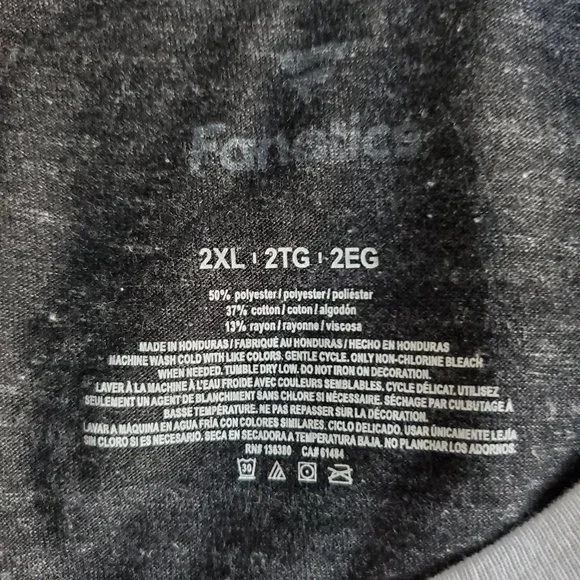 Fanatics
2XL I 2TG I 2EG
50% polyester / polyester / poliéster
37% cotton / coton / algodón
13% rayon / rayonne / viscosa
MADE IN HONDURAS / FABRIQUÉ AU HONDURAS / HECHO EN HONDURAS
MACHINE WASH COLD WITH LIKE COLORS. GENTLE CYCLE. ONLY NON-CHLORINE BLEACH
WHEN NEEDED. TUMBLE DRY LOW. DO NOT IRON ON DECORATION.
LAVER À LA MACHINE À L'EAU FROIDE AVEC COULEURS SEMBLABLES. CYCLE DÉLICAT. UTILISEZ
SEULEMENT UN AGENT DE BLANCHIMENT SANS CHLORE SI NÉCESSAIRE. SÉCHAGE PAR CULBUTAGE À
BASSE TEMPÉRATURE. NE PAS REPASSER SUR LA DÉCORATION.
LAVAR A MÁQUINA EN AGUA FRÍA CON COLORES SIMILARES. CICLO DELICADO. USAR ÚNICAMENTE LEJÍA
SIN CLORO SI ES NECESARIO. SECA EN SECADORA A TEMPERATURA BAJA. NO PLANCHAR LOS ADORNOS.
RN# 136380 CA# 61484
30